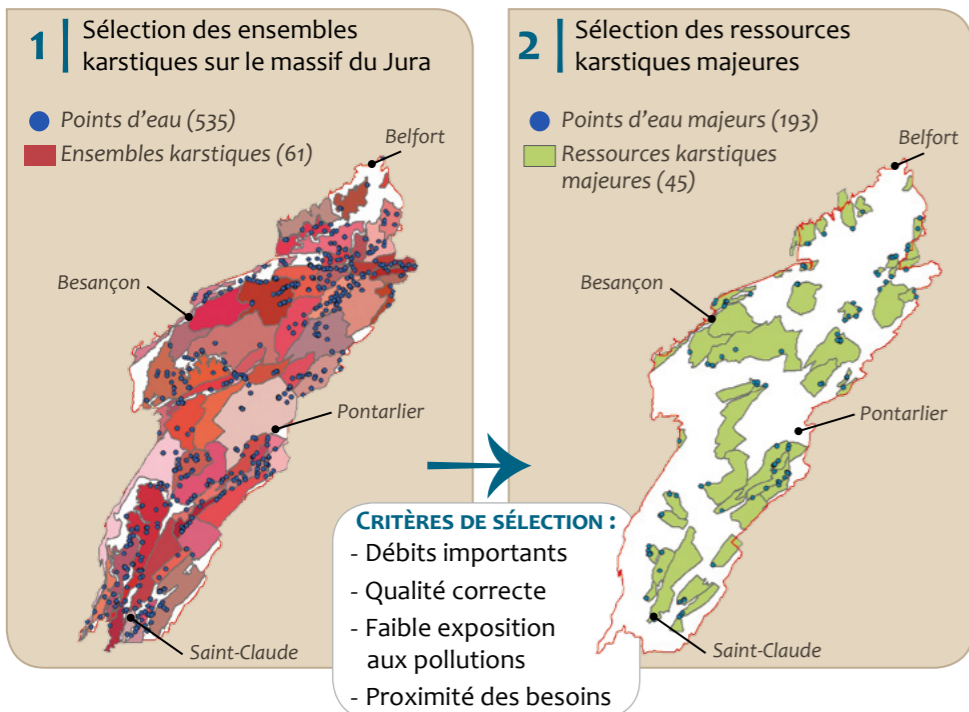 1
Sélection des ensembles
karstiques sur le massif du Jura
Points d'eau (535)
Ensembles karstiques (61)
Belfort
Besançon
Pontarlier
Saint-Claude
2
Sélection des ressources
karstiques majeures
Points d'eau majeurs (193)
Ressources karstiques
majeures (45)
Belfort
Besançon
Pontarlier
Saint-Claude
CRITÈRES DE SÉLECTION :
- Débits importants
- Qualité correcte
- Faible exposition
aux pollutions
- Proximité des besoins